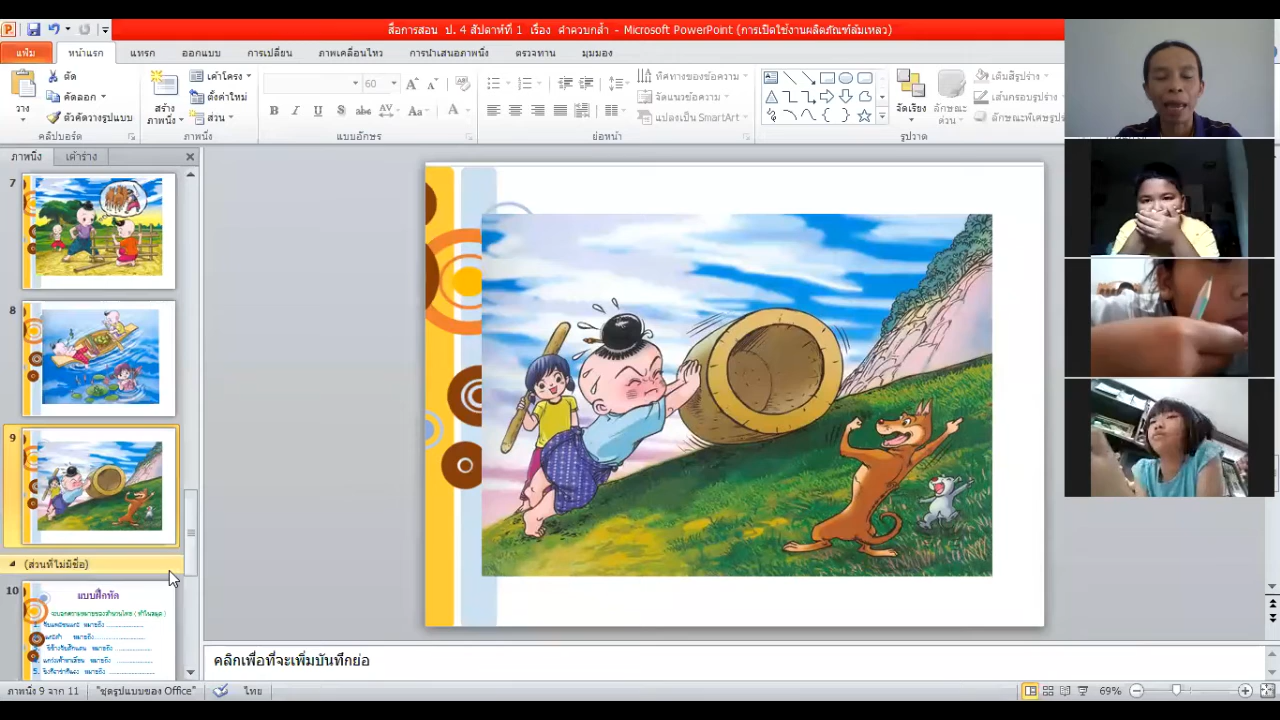 สื่อการสอน ป. 4 สัปดาห์ที่ 1 เรื่อง คำควบกล้ำ - Microsoft PowerPoint (การเปิดใช้งานผลิตภัณฑ์ล้มเหลว)
แฟ้ม หน้าแรก แทรก ออกแบบ การเปลี่ยน ภาพเคลื่อนไหว การนำเสนอภาพนิ่ง ตรวจทาน มุมมอง
วาง
ตัด
คัดลอก
ตัวคัดวางรูปแบบ
คลิปบอร์ด
สร้าง
ภาพนิ่ง
เค้าโครง
ตั้งค่าใหม่
ส่วน
ภาพนิ่ง
60
B I U S abc AV Aa A
แบบอักษร
ทิศทางของข้อความ
จัดแนวข้อความ
แปลงเป็น SmartArt
ย่อหน้า
จัดเรียง
ลักษณะ
ด่วน
เติมสีรูปร่าง
เส้นกรอบรูปร่าง
ลักษณะพิเศษรูปร่าง
รูปวาด
ภาพนิ่ง เค้าร่าง
7
8
9
(ส่วนที่ไม่มีชื่อ)
10
แบบฝึกหัด
คลิกเพื่อที่จะเพิ่มบันทึกย่อ
ภาพนิ่ง 9 จาก 11 "ชุดรูปแบบของ Office" ไทย 69%